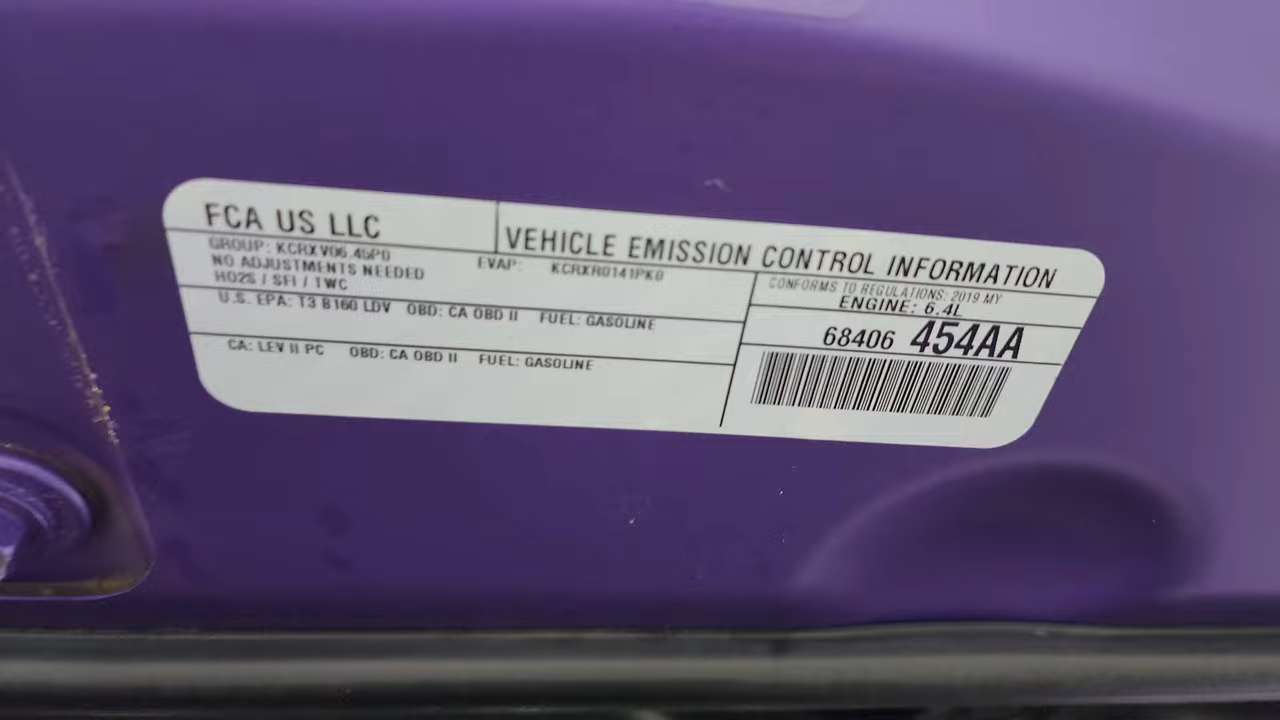 FCA US LLC
VEHICLE EMISSION CONTROL INFORMATION
GROUP: KCRXV06.45P0
EVAP: KCRXR0141PK0
NO ADJUSTMENTS NEEDED
HO2S / SFI / TWC
CONFORMS TO REGULATIONS: 2019 MY
ENGINE: 6.4L
U.S. EPA: T3 B160 LDV OBD: CA OBD II FUEL: GASOLINE
68406 454AA
CA: LEV II PC OBD: CA OBD II FUEL: GASOLINE